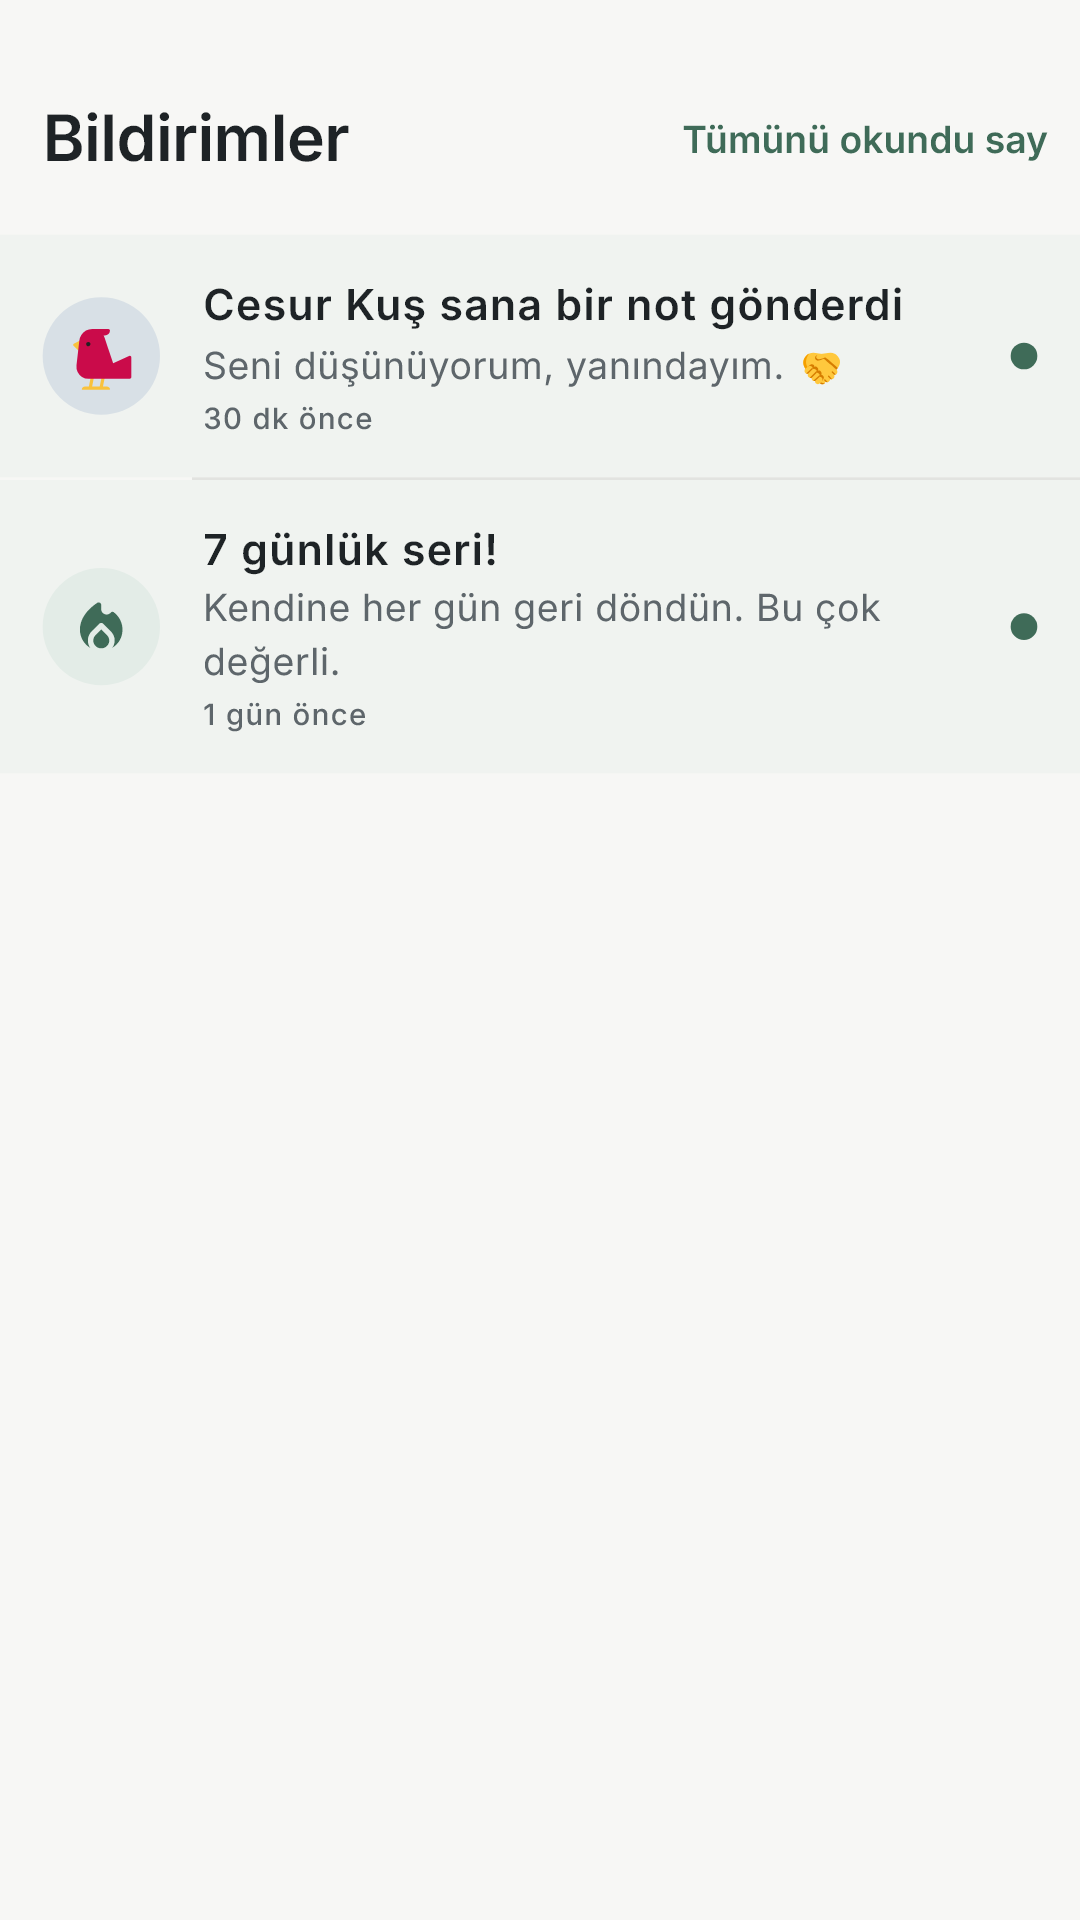 Bildirimler
Tümünü okundu say
Cesur Kuş sana bir not gönderdi
Seni düşünüyorum, yanındayım. 🤝
30 dk önce
7 günlük seri!
Kendine her gün geri döndün. Bu çok
değerli.
1 gün önce